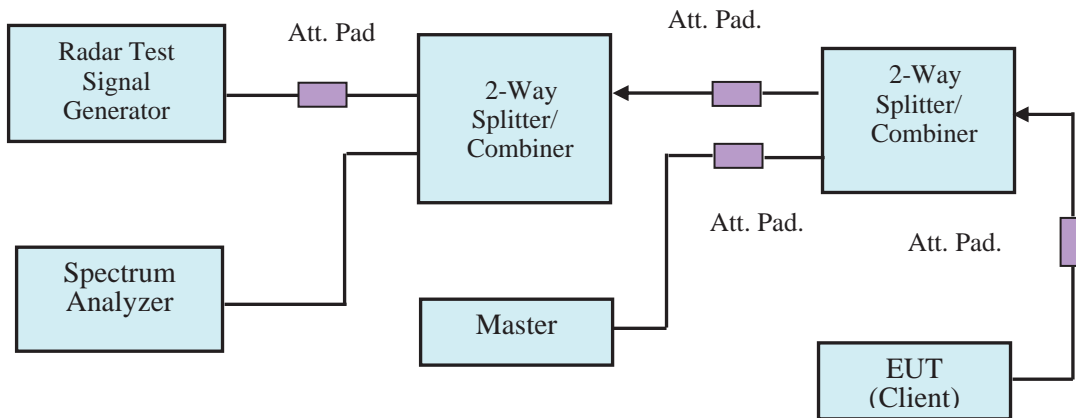 Radar Test
Signal
Generator
Att. Pad
2-Way
Splitter/
Combiner
Att. Pad.
2-Way
Splitter/
Combiner
Att. Pad.
Att. Pad.
Spectrum
Analyzer
Master
EUT
(Client)